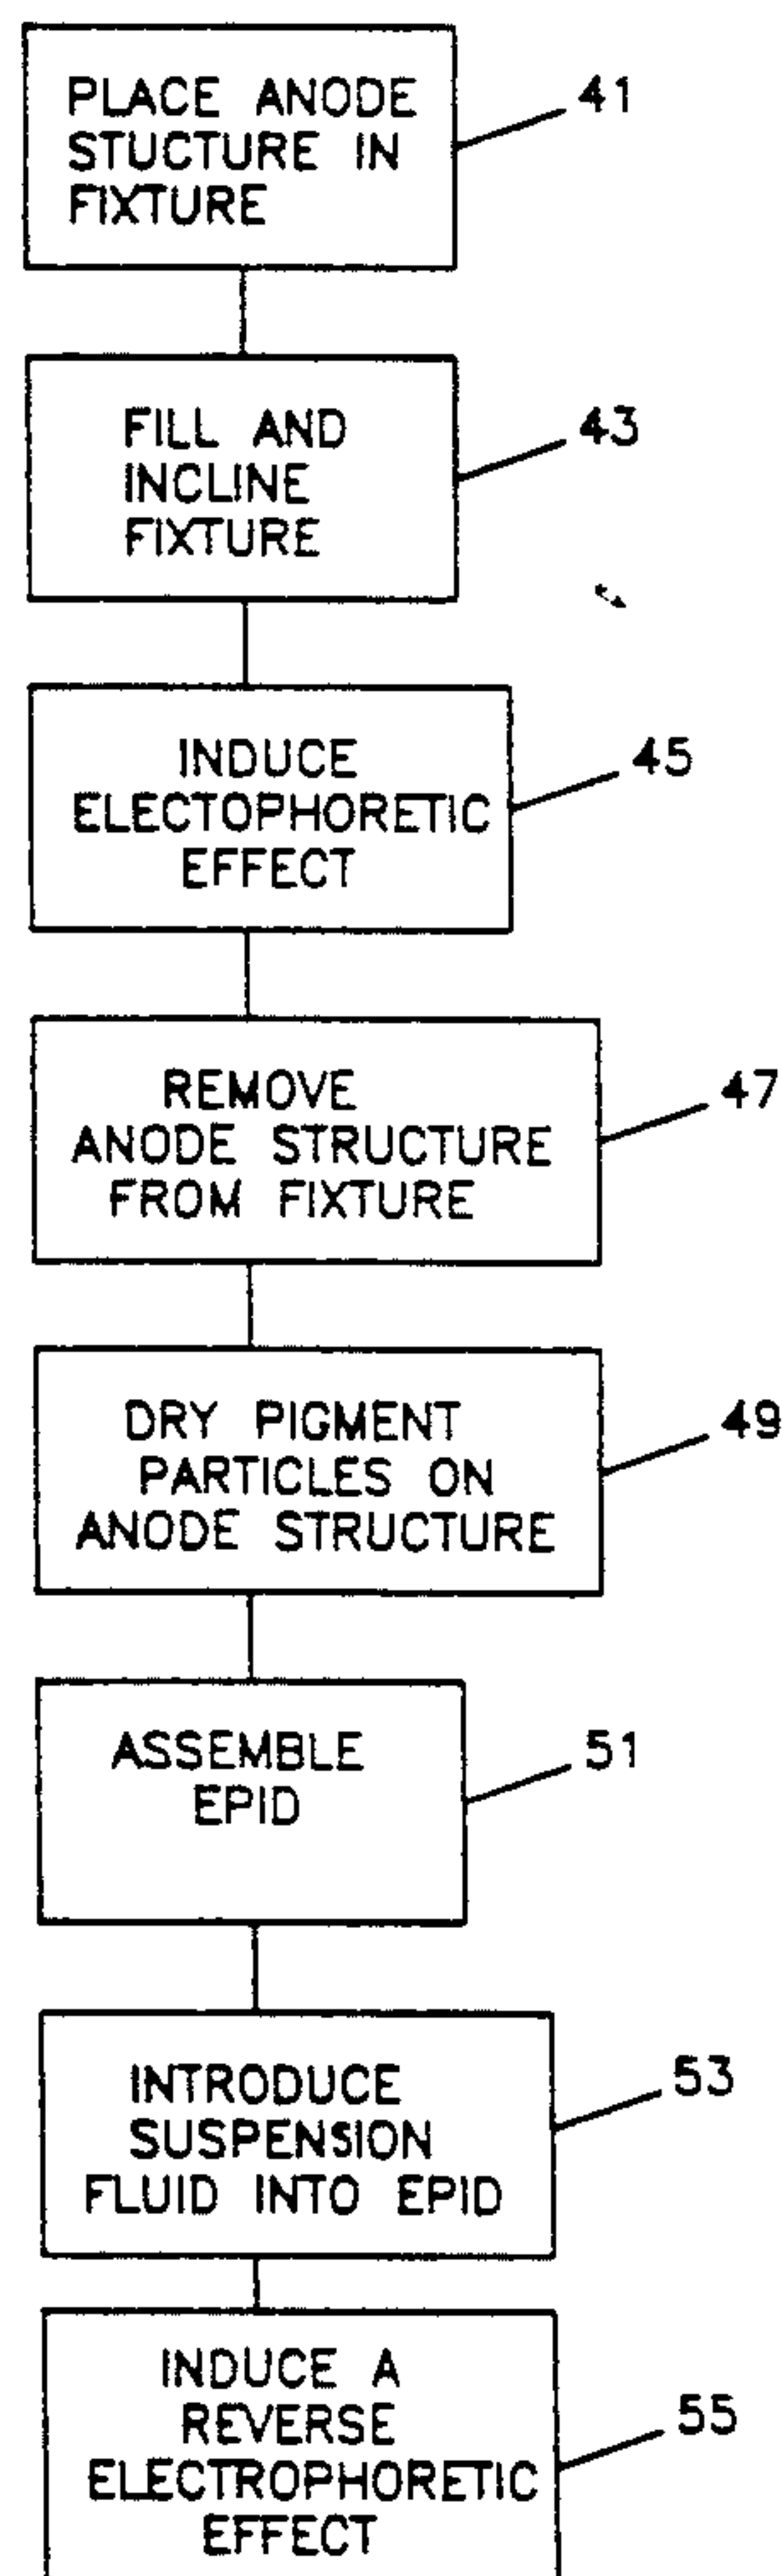 PLACE ANODE
STUCTURE IN
FIXTURE
41
FILL AND
INCLINE
FIXTURE
43
INDUCE
ELECTOPHORETIC
EFFECT
45
REMOVE
ANODE STRUCTURE
FROM FIXTURE
47
DRY PIGMENT
PARTICLES ON
ANODE STRUCTURE
49
ASSEMBLE
EPID
51
INTRODUCE
SUSPENSION
FLUID INTO EPID
53
INDUCE A
REVERSE
ELECTROPHORETIC
EFFECT
55